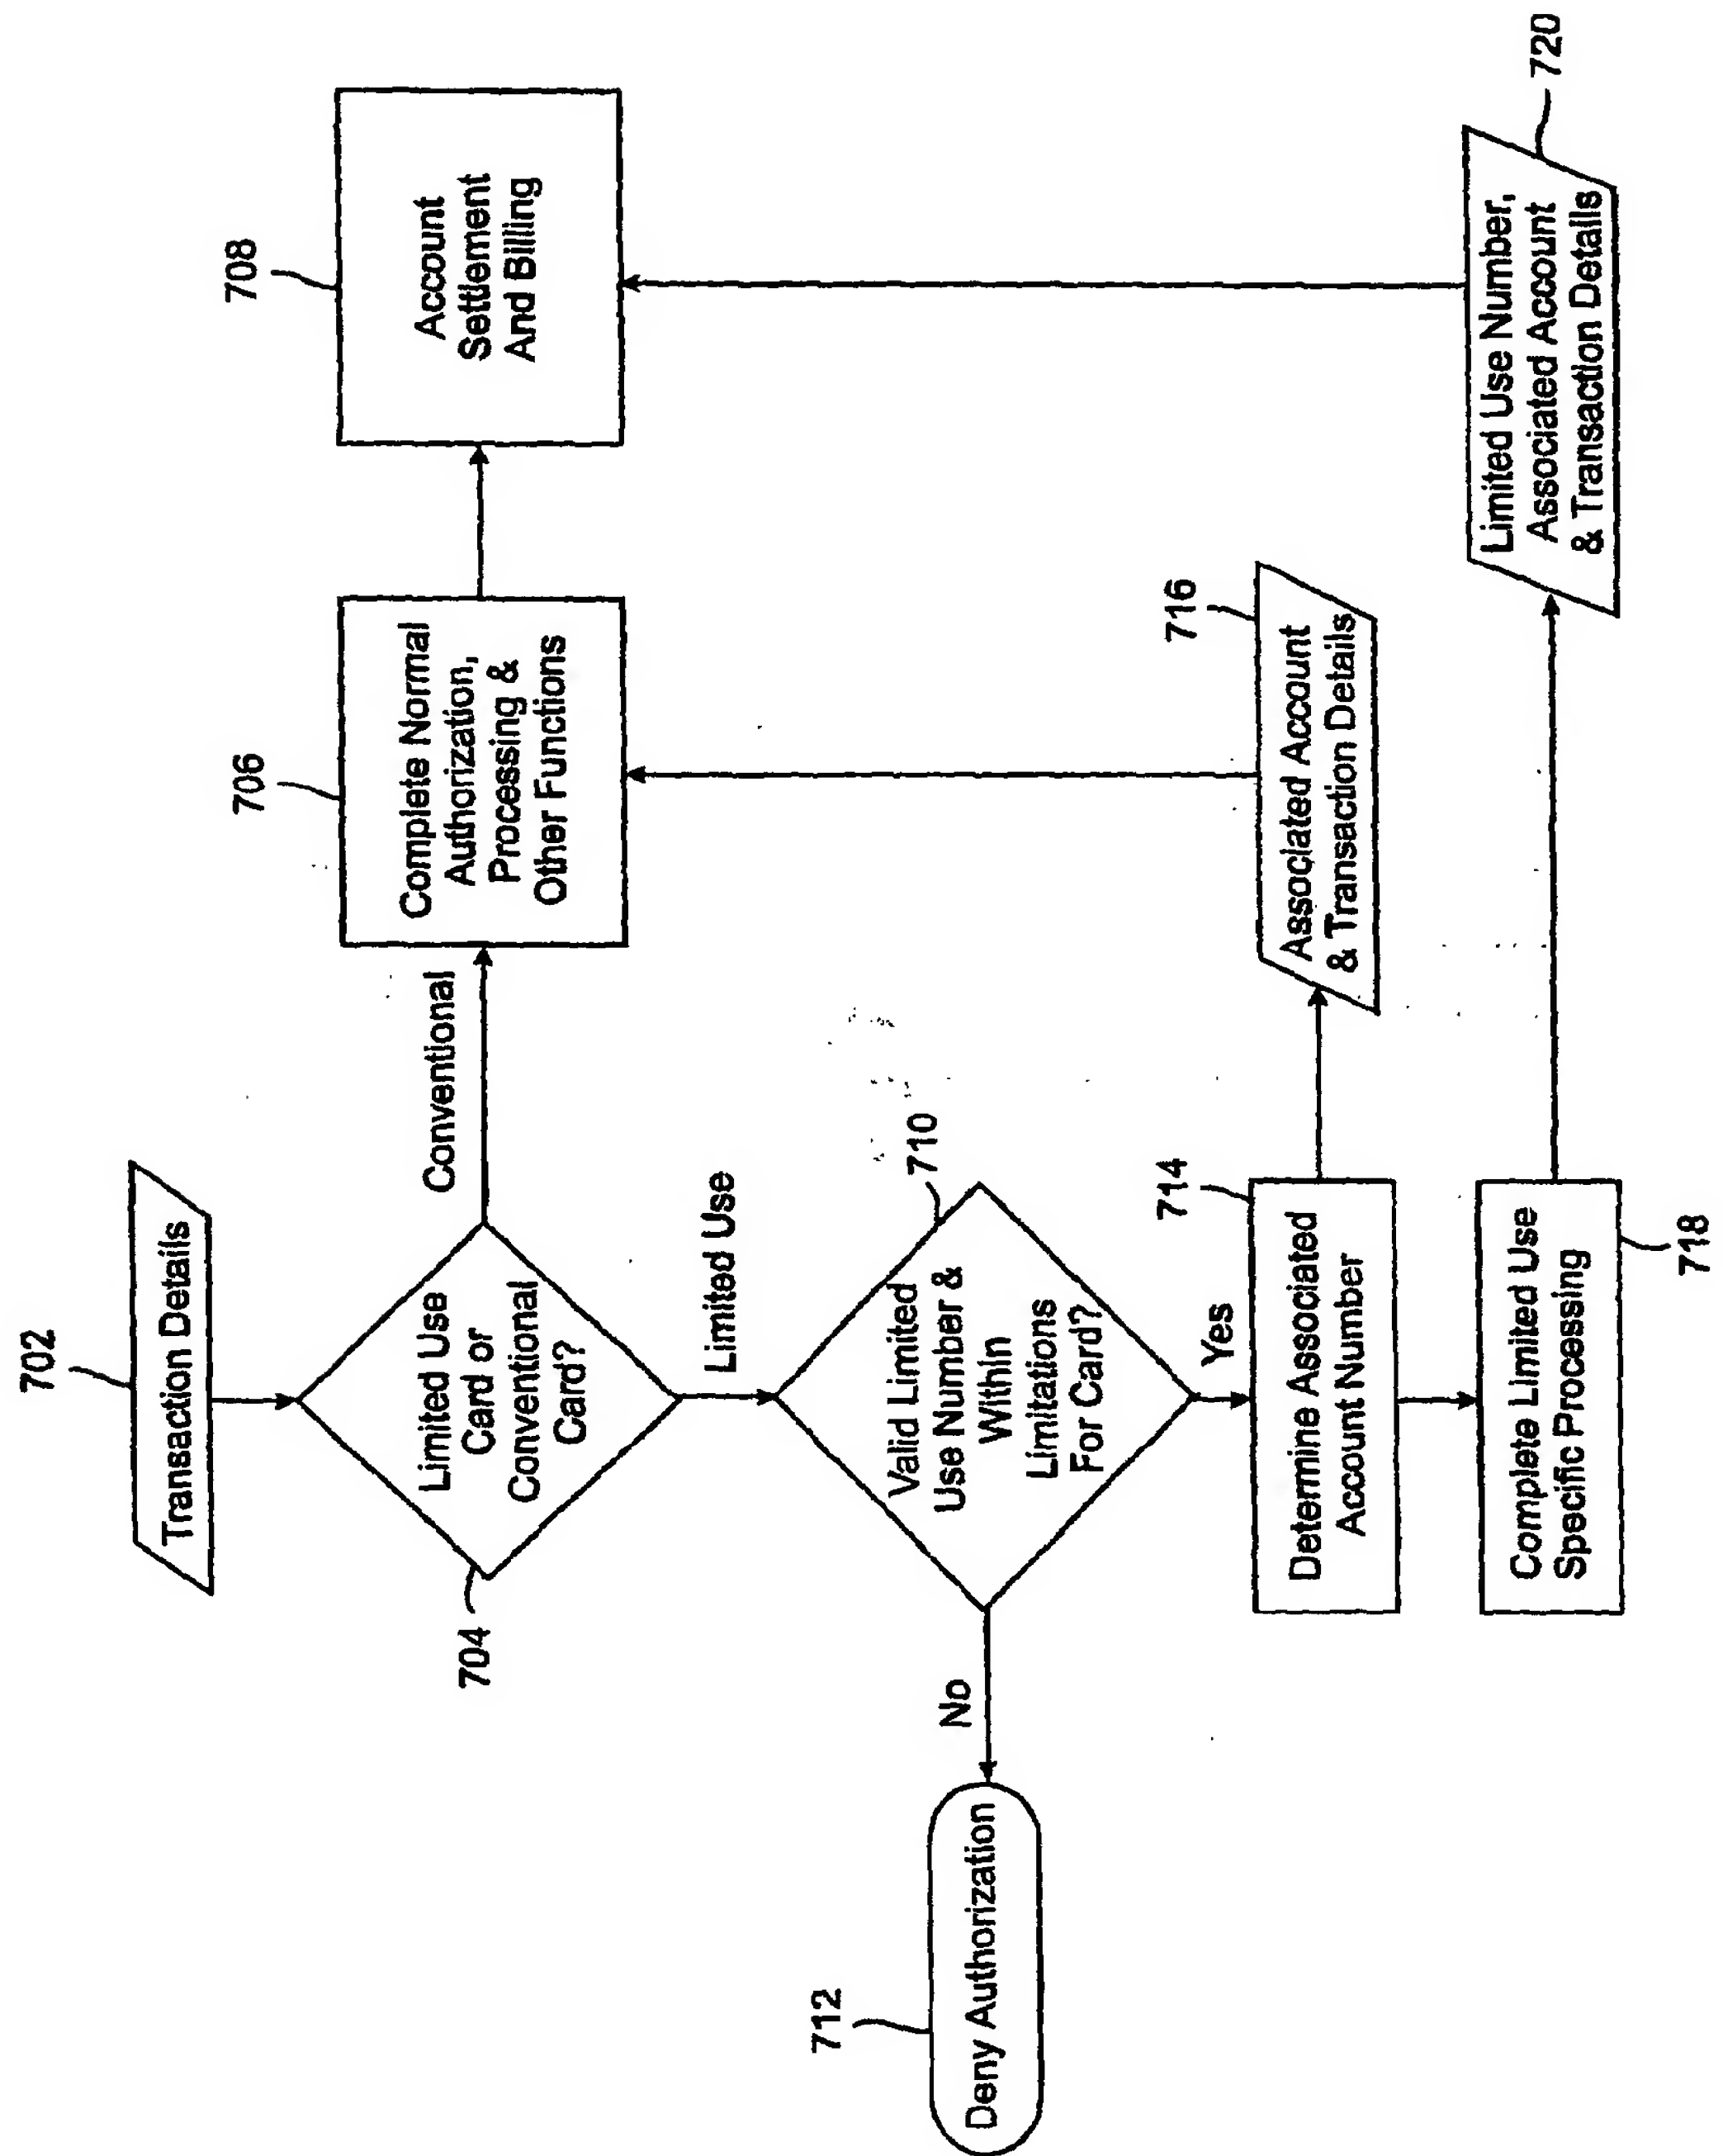 702
Transaction Details
704
Limited Use
Card or
Conventional
Card?
Conventional
706
Complete Normal
Authorization,
Processing &
Other Functions
708
Account
Settlement
And Billing
Limited Use
710
Valid Limited
Use Number &
Within
Limitations
For Card?
No
712
Deny Authorization
Yes
714
Determine Associated
Account Number
716
Associated Account
& Transaction Details
Complete Limited Use
Specific Processing
718
720
Limited Use Number,
Associated Account
& Transaction Details